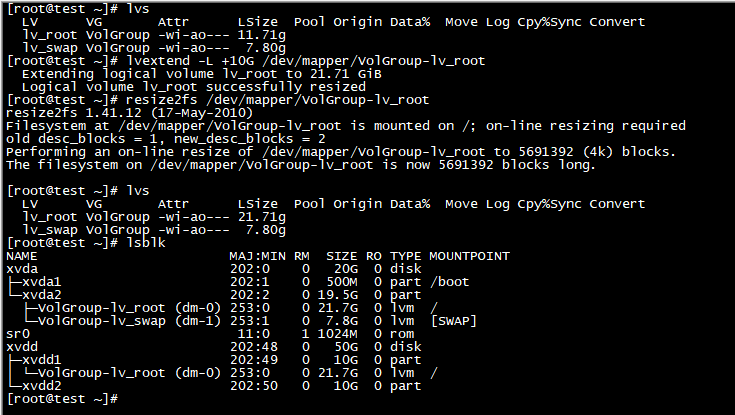 [root@test ~]# lvs
  LV      VG       Attr      LSize  Pool Origin Data%  Move Log Cpy%Sync Convert
  lv_root VolGroup -wi-ao--- 11.71g
  lv_swap VolGroup -wi-ao---  7.80g
[root@test ~]# lvextend -L +10G /dev/mapper/VolGroup-lv_root
  Extending logical volume lv_root to 21.71 GiB
  Logical volume lv_root successfully resized
[root@test ~]# resize2fs /dev/mapper/VolGroup-lv_root
resize2fs 1.41.12 (17-May-2010)
Filesystem at /dev/mapper/VolGroup-lv_root is mounted on /; on-line resizing required
old desc_blocks = 1, new_desc_blocks = 2
Performing an on-line resize of /dev/mapper/VolGroup-lv_root to 5691392 (4k) blocks.
The filesystem on /dev/mapper/VolGroup-lv_root is now 5691392 blocks long.

[root@test ~]# lvs
  LV      VG       Attr      LSize  Pool Origin Data%  Move Log Cpy%Sync Convert
  lv_root VolGroup -wi-ao--- 21.71g
  lv_swap VolGroup -wi-ao---  7.80g
[root@test ~]# lsblk
NAME                        MAJ:MIN RM  SIZE RO TYPE MOUNTPOINT
xvda                        202:0    0   20G  0 disk
├─xvda1                     202:1    0  500M  0 part /boot
└─xvda2                     202:2    0 19.5G  0 part
  ├─VolGroup-lv_root (dm-0) 253:0    0 21.7G  0 lvm  /
  └─VolGroup-lv_swap (dm-1) 253:1    0  7.8G  0 lvm  [SWAP]
sr0                          11:0    1 1024M  0 rom
xvdd                        202:48   0   50G  0 disk
├─xvdd1                     202:49   0   10G  0 part
│ └─VolGroup-lv_root (dm-0) 253:0    0 21.7G  0 lvm  /
└─xvdd2                     202:50   0   10G  0 part
[root@test ~]#